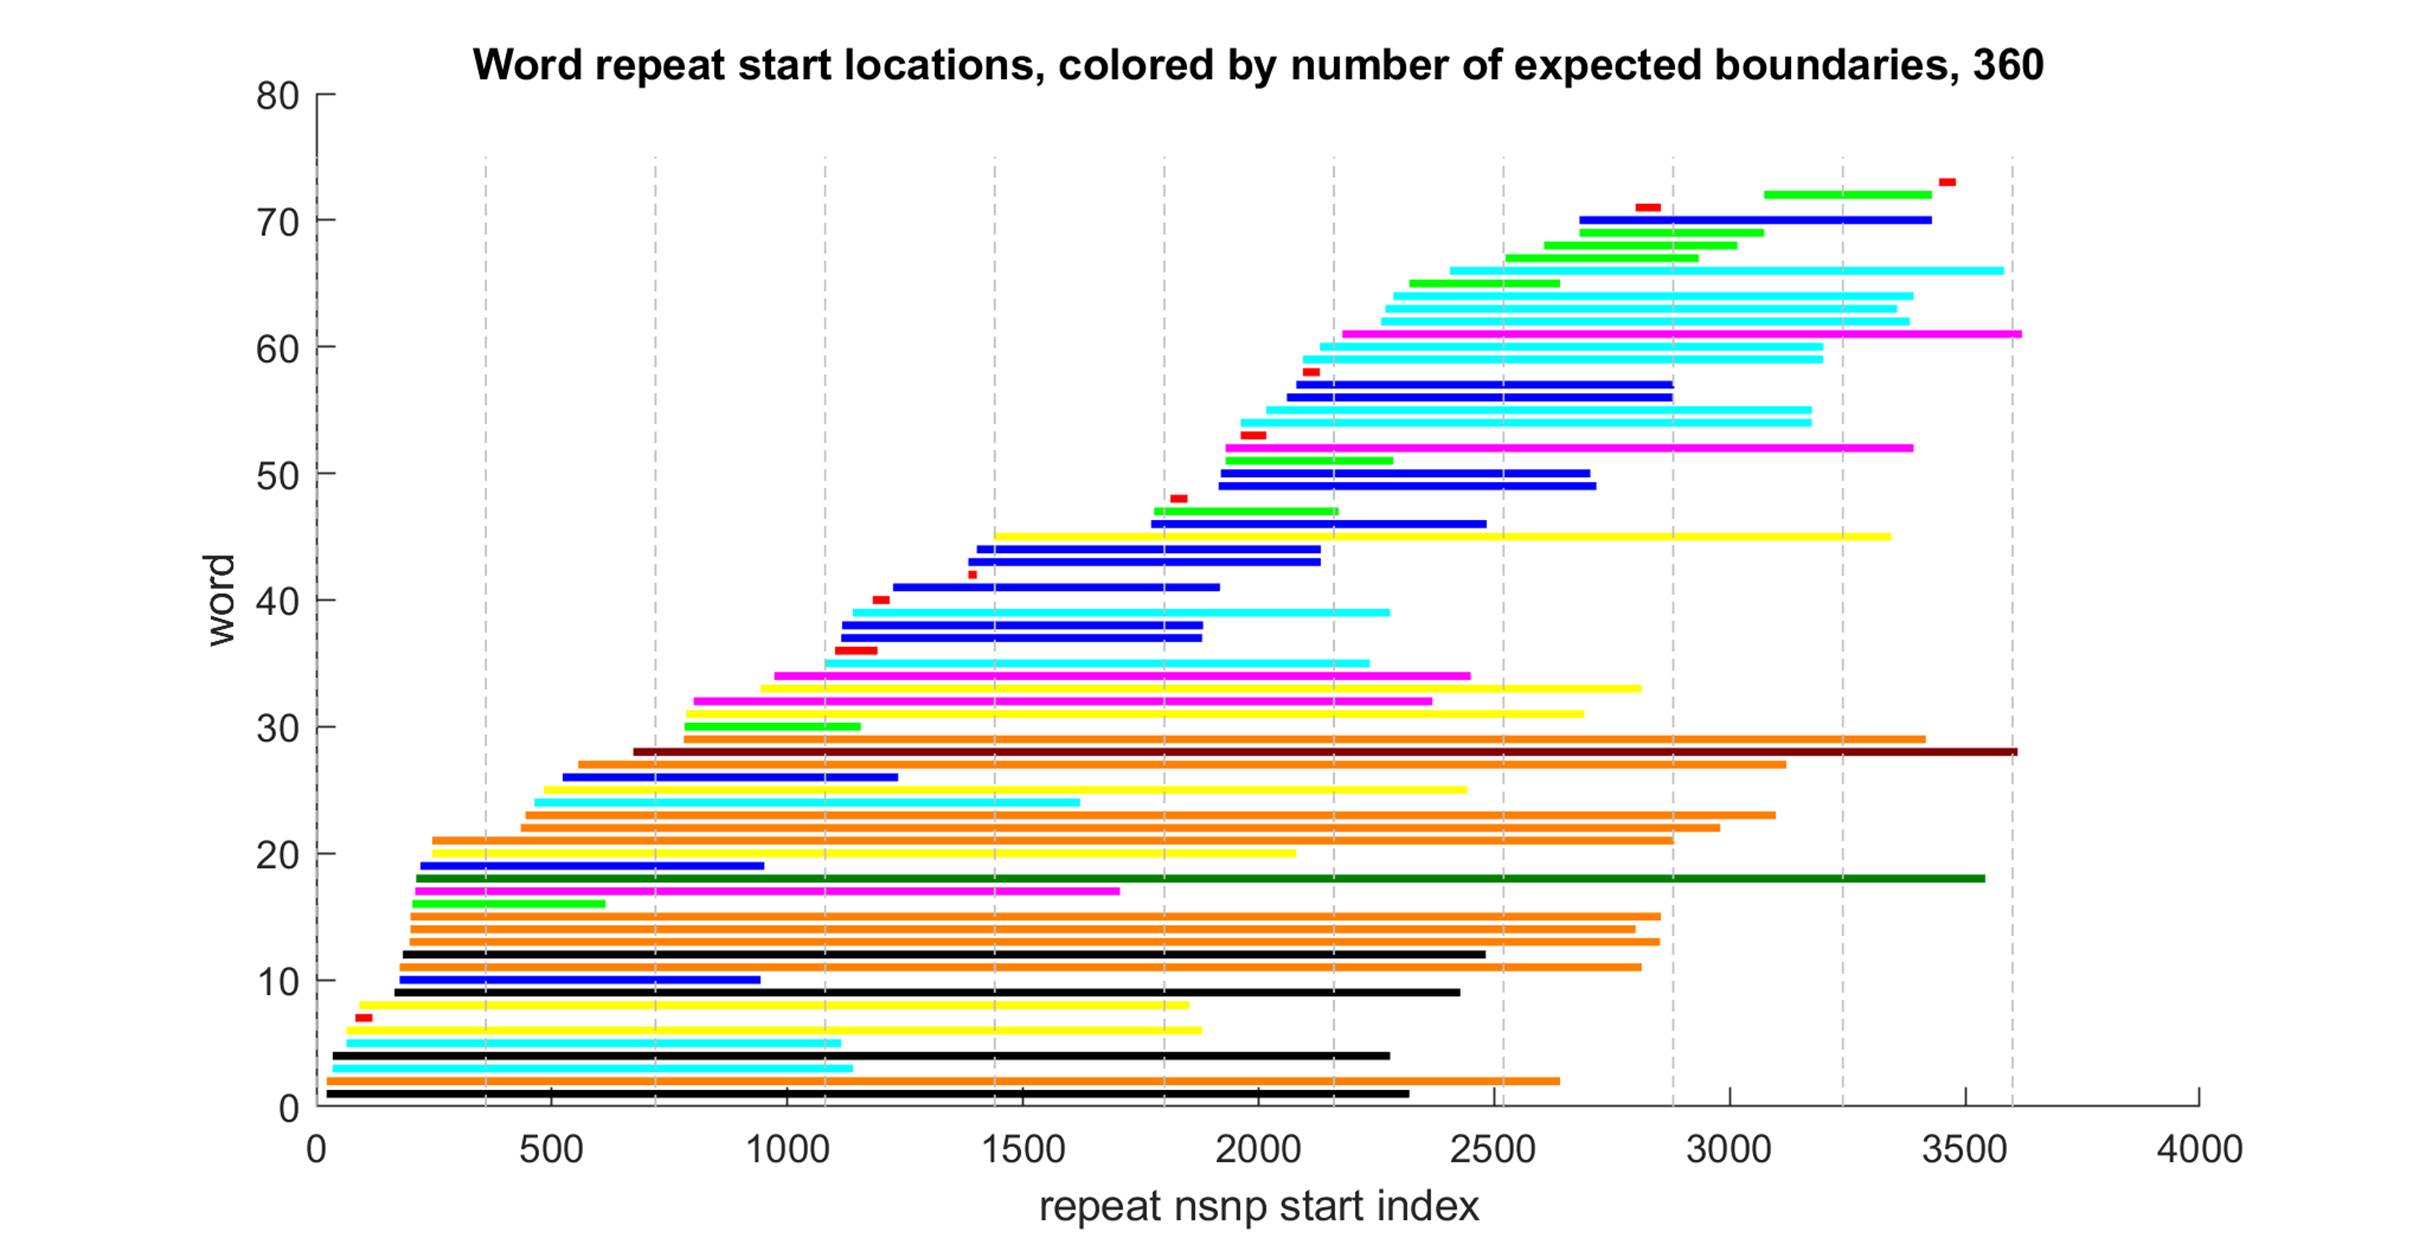 Word repeat start locations, colored by number of expected boundaries, 360
80
70
60
50
40
30
20
10
0
word
0 500 1000 1500 2000 2500 3000 3500 4000
repeat nsnp start index